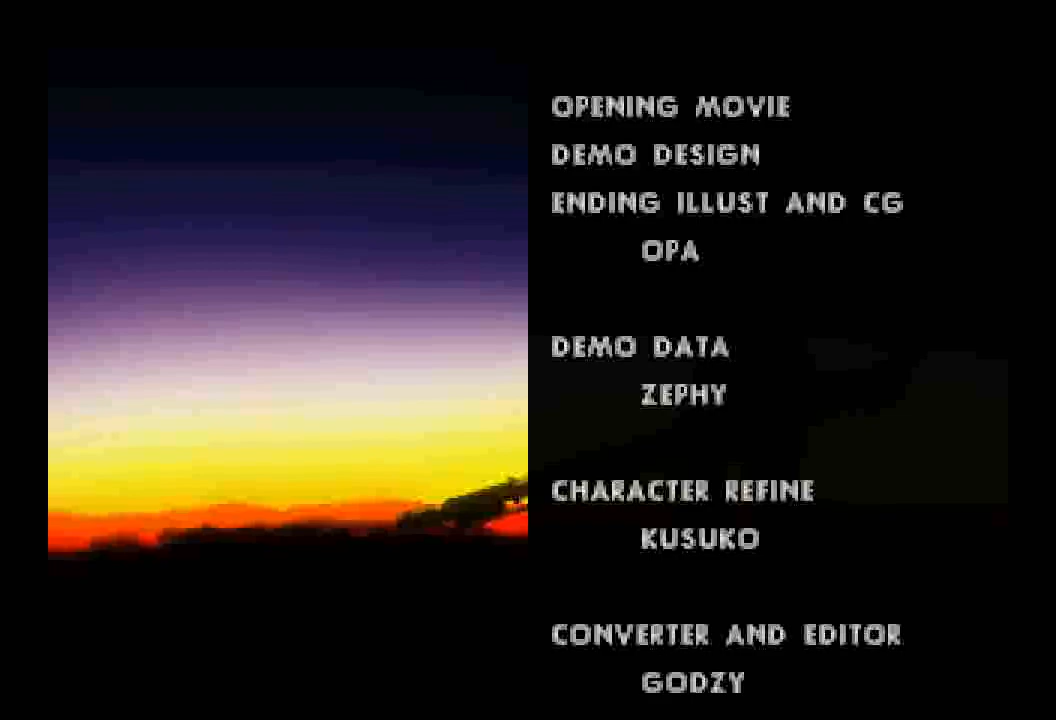 OPENING MOVIE
DEMO DESIGN
ENDING ILLUST AND CG
OPA
DEMO DATA
ZEPHY
CHARACTER REFINE
KUSUKO
CONVERTER AND EDITOR
GODZY